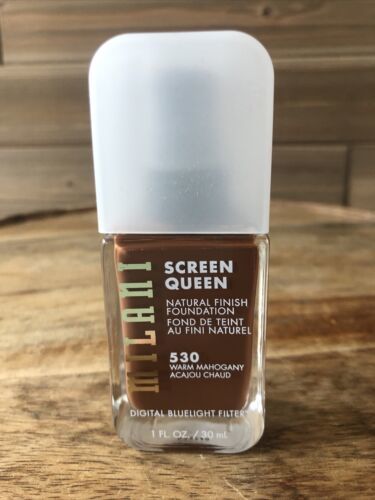 MILANI
SCREEN
QUEEN
NATURAL FINISH
FOUNDATION
FOND DE TEINT
AU FINI NATUREL
530
WARM MAHOGANY
ACAJOU CHAUD
DIGITAL BLUELIGHT FILTER
1 FL. OZ. / 30 mL